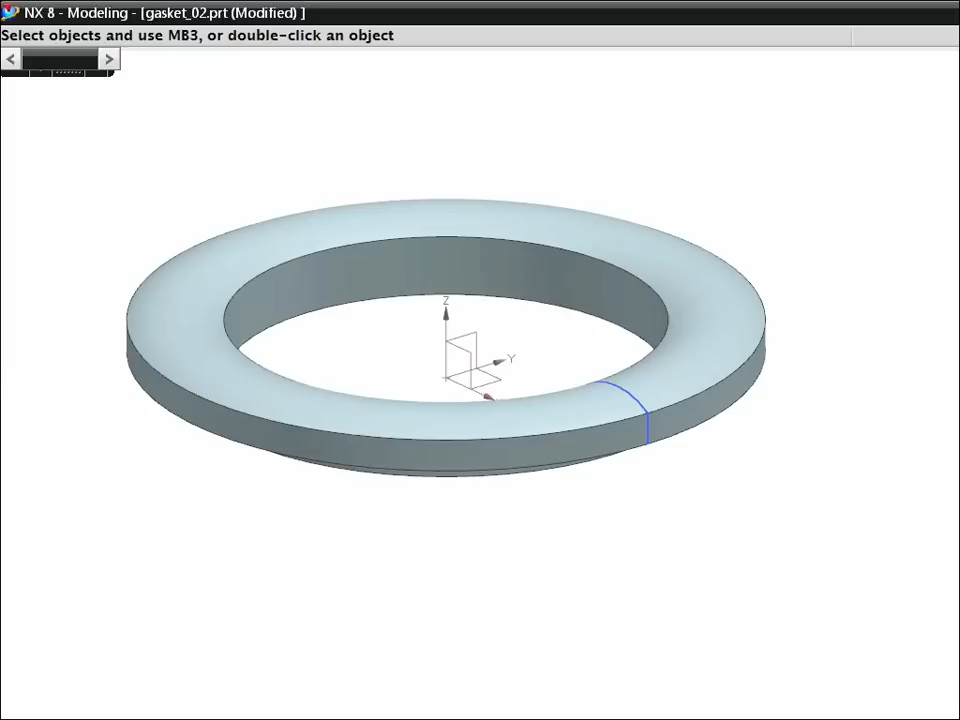 NX 8 - Modeling - [gasket_02.prt (Modified) ]
Select objects and use MB3, or double-click an object
Z
Y